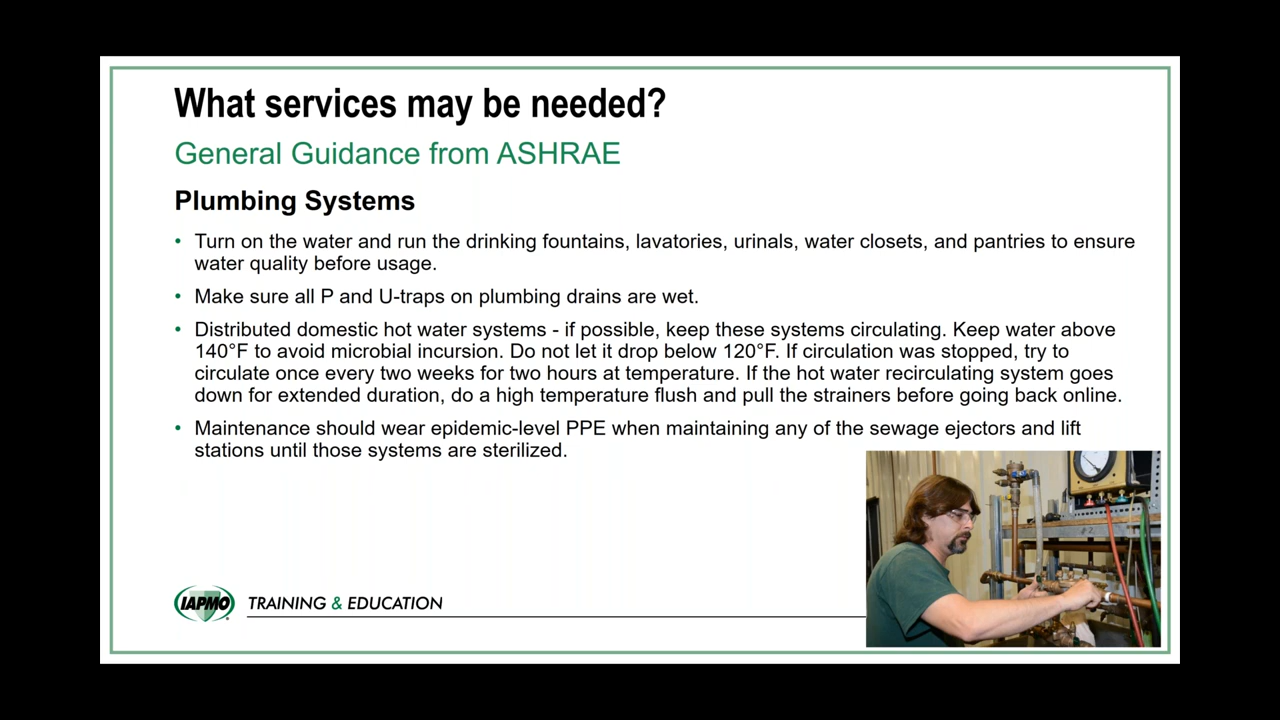 What services may be needed?
General Guidance from ASHRAE
Plumbing Systems
• Turn on the water and run the drinking fountains, lavatories, urinals, water closets, and pantries to ensure
water quality before usage.
• Make sure all P and U-traps on plumbing drains are wet.
• Distributed domestic hot water systems - if possible, keep these systems circulating. Keep water above
140°F to avoid microbial incursion. Do not let it drop below 120°F. If circulation was stopped, try to
circulate once every two weeks for two hours at temperature. If the hot water recirculating system goes
down for extended duration, do a high temperature flush and pull the strainers before going back online.
• Maintenance should wear epidemic-level PPE when maintaining any of the sewage ejectors and lift
stations until those systems are sterilized.
IAPMO TRAINING & EDUCATION